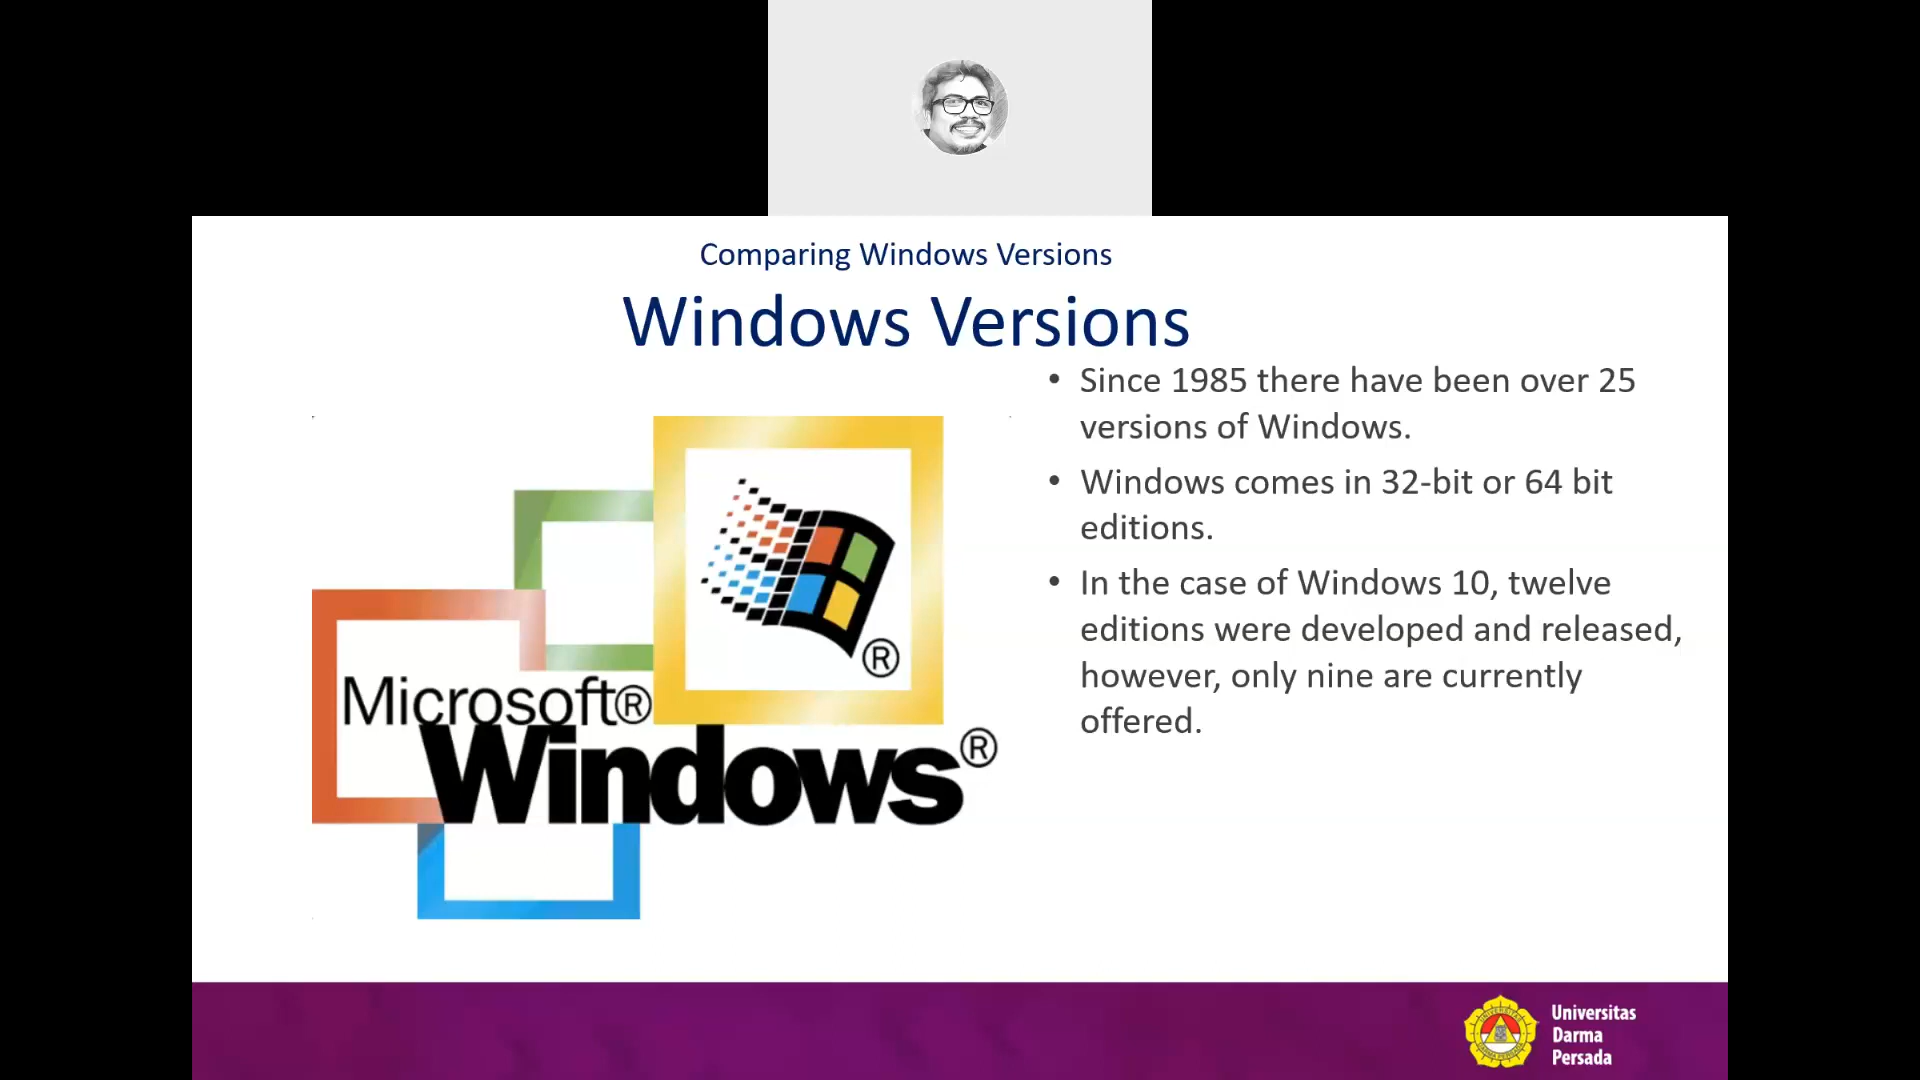 Comparing Windows Versions
Windows Versions
• Since 1985 there have been over 25
versions of Windows.
• Windows comes in 32-bit or 64 bit
editions.
• In the case of Windows 10, twelve
editions were developed and released,
however, only nine are currently
offered.
®
Microsoft®
Windows®
Universitas
Darma
Persada